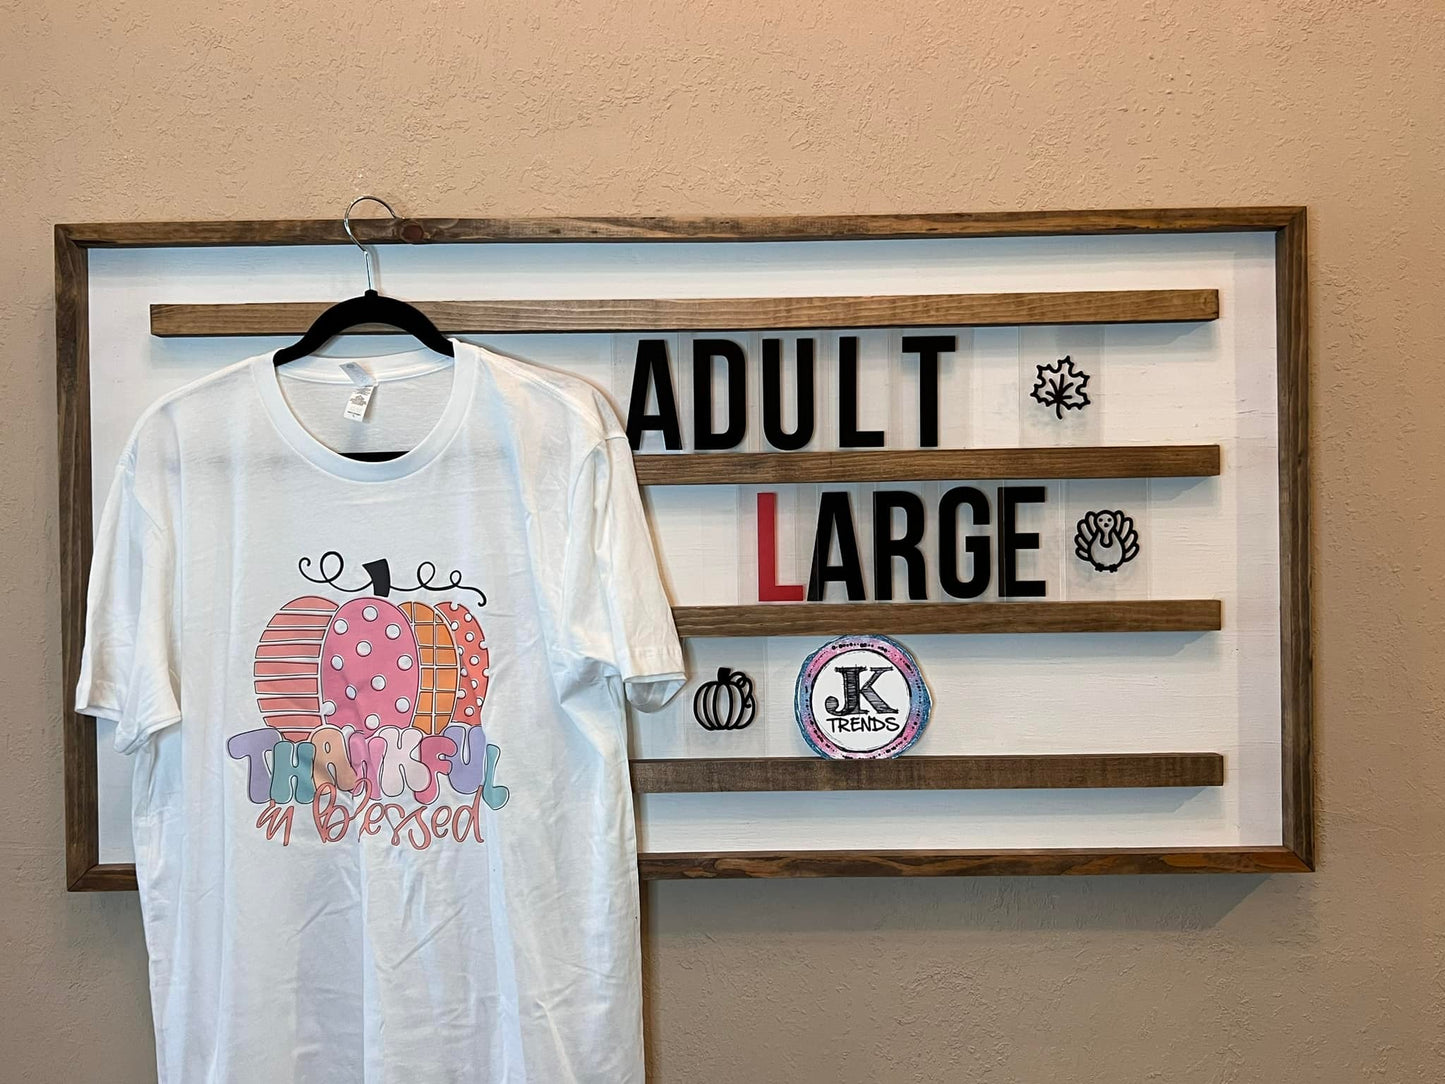 ADULT
LARGE
JK
TRENDS
THANKFUL
n Blessed